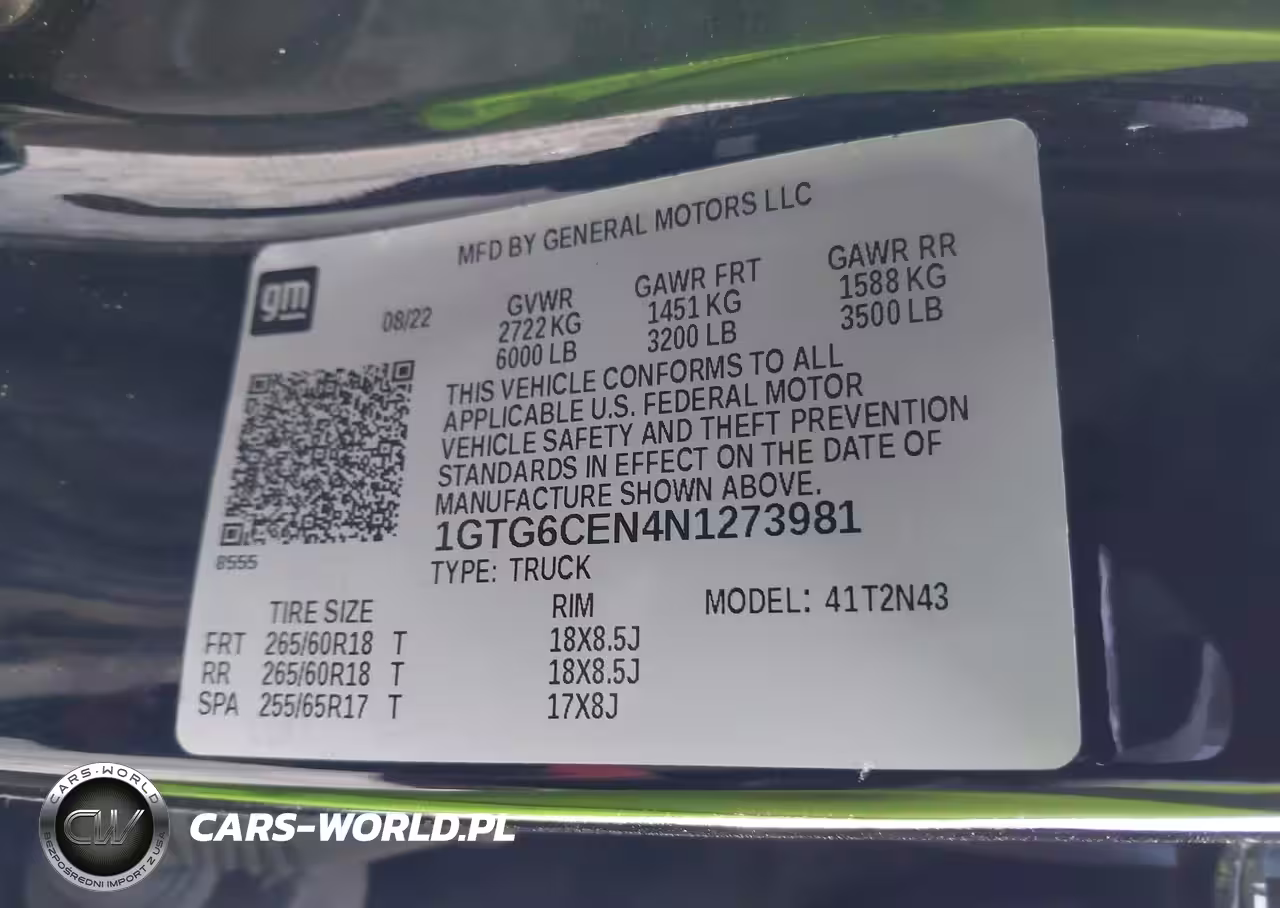 MFD BY GENERAL MOTORS LLC
gm
08/22
GVWR GAWR FRT GAWR RR
2722 KG 1451 KG 1588 KG
6000 LB 3200 LB 3500 LB
THIS VEHICLE CONFORMS TO ALL
APPLICABLE U.S. FEDERAL MOTOR
VEHICLE SAFETY AND THEFT PREVENTION
STANDARDS IN EFFECT ON THE DATE OF
MANUFACTURE SHOWN ABOVE.
1GTG6CEN4N1273981
8555
TYPE: TRUCK
TIRE SIZE RIM MODEL: 41T2N43
FRT 265/60R18 T 18X8.5J
RR 265/60R18 T 18X8.5J
SPA 255/65R17 T 17X8J
CARS-WORLD
CW
BEZPOŚREDNI IMPORT Z USA
CARS-WORLD.PL